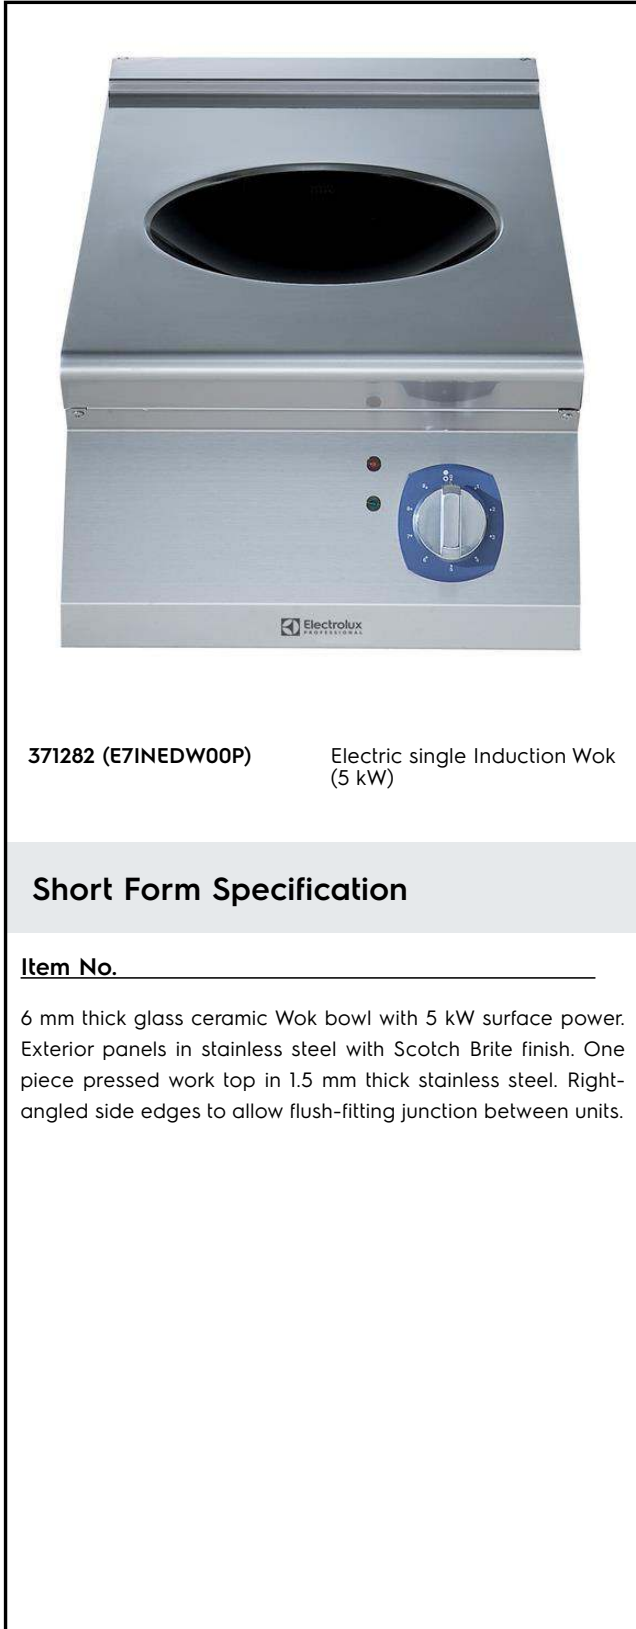 Electrolux
PROFESSIONAL
371282 (E7INEDW00P)
Electric single Induction Wok
(5 kW)
Short Form Specification
Item No.
6 mm thick glass ceramic Wok bowl with 5 kW surface power.
Exterior panels in stainless steel with Scotch Brite finish. One
piece pressed work top in 1.5 mm thick stainless steel. Right-
angled side edges to allow flush-fitting junction between units.